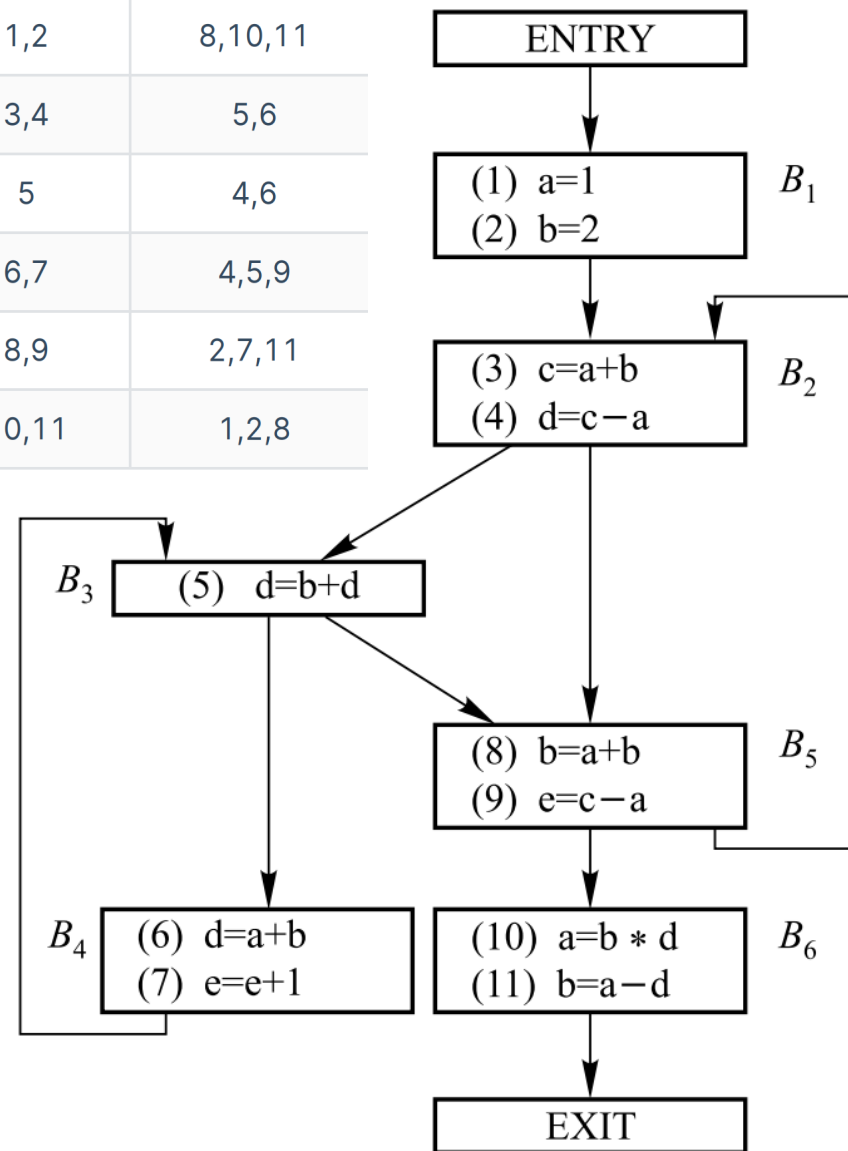 1,2 8,10,11
3,4 5,6
5 4,6
6,7 4,5,9
8,9 2,7,11
0,11 1,2,8
ENTRY
(1) a=1
(2) b=2
B1
(3) c=a+b
(4) d=c−a
B2
B3
(5) d=b+d
(8) b=a+b
(9) e=c−a
B5
B4
(6) d=a+b
(7) e=e+1
(10) a=b * d
(11) b=a−d
B6
EXIT